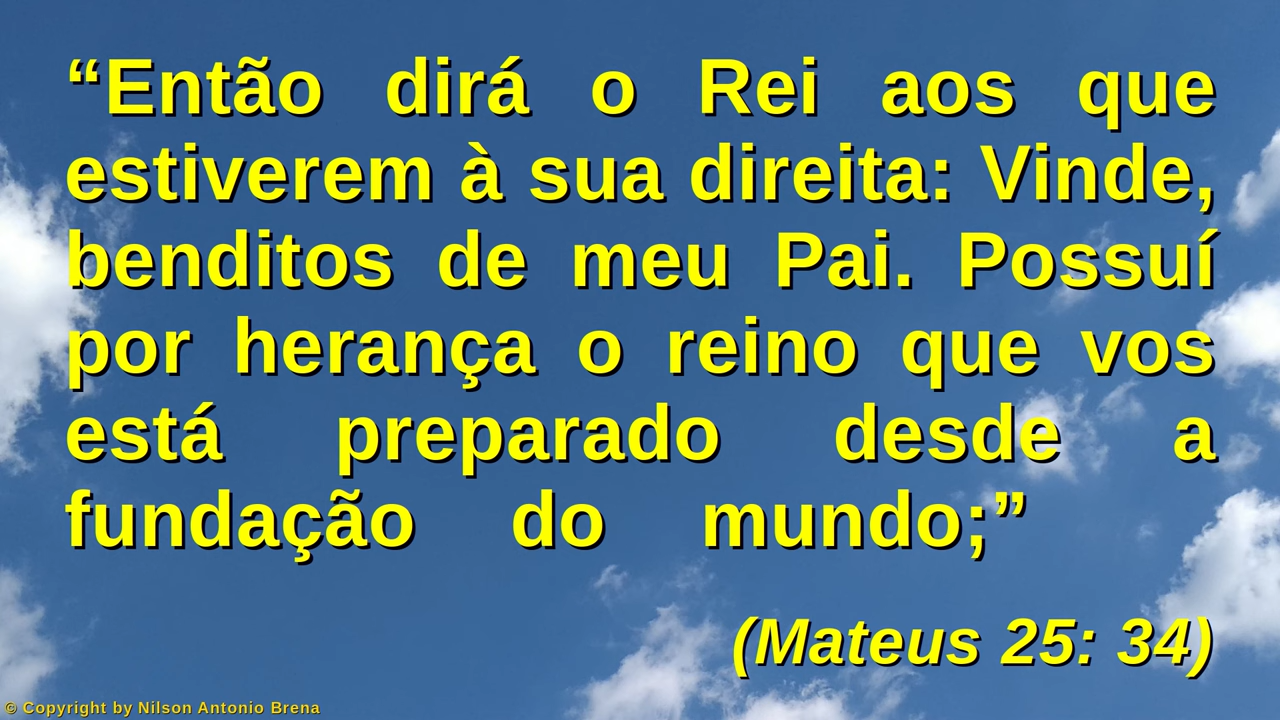 “Então dirá o Rei aos que
estiverem à sua direita: Vinde,
benditos de meu Pai. Possuí
por herança o reino que vos
está preparado desde a
fundação do mundo;”
(Mateus 25: 34)
© Copyright by Nilson Antonio Brena